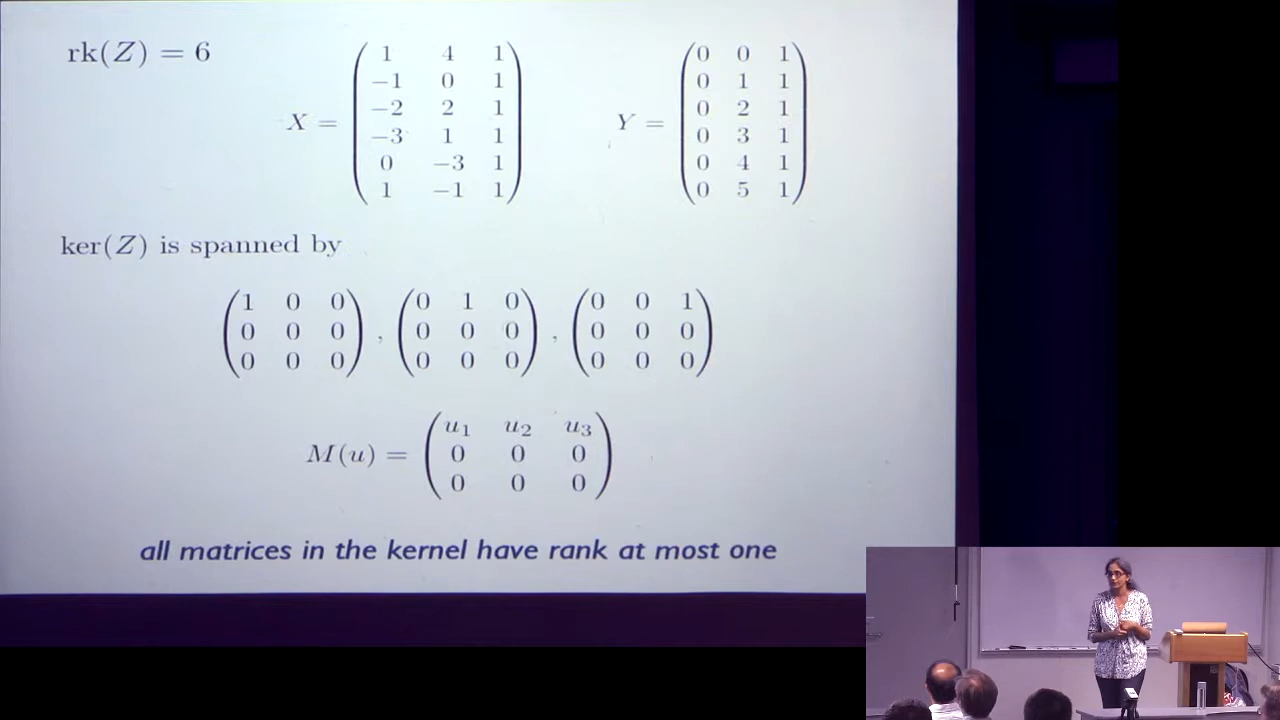 rk(Z) = 6
X = ( 1 4 1
−1 0 1
−2 2 1
−3 1 1
0 −3 1
1 −1 1 )
Y = ( 0 0 1
0 1 1
0 2 1
0 3 1
0 4 1
0 5 1 )
ker(Z) is spanned by
( 1 0 0
0 0 0
0 0 0 ) ,
( 0 1 0
0 0 0
0 0 0 ) ,
( 0 0 1
0 0 0
0 0 0 )
M(u) = ( u₁ u₂ u₃
0 0 0
0 0 0 )
all matrices in the kernel have rank at most one